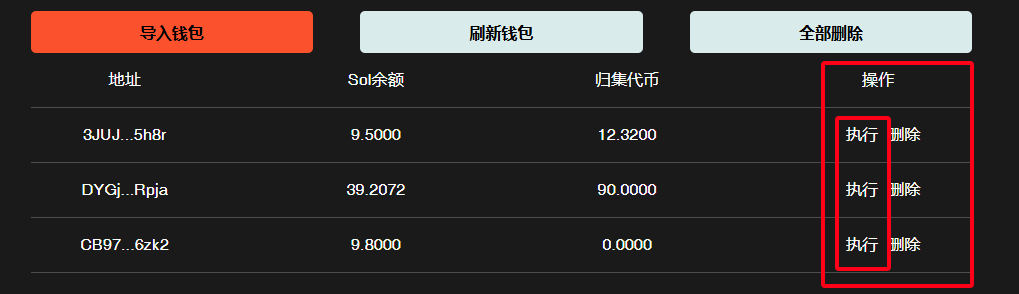 导入钱包 刷新钱包 全部删除
地址 Sol余额 归集代币 操作
3JUJ...5h8r 9.5000 12.3200 执行 删除
DYGj...Rpja 39.2072 90.0000 执行 删除
CB97...6zk2 9.8000 0.0000 执行 删除